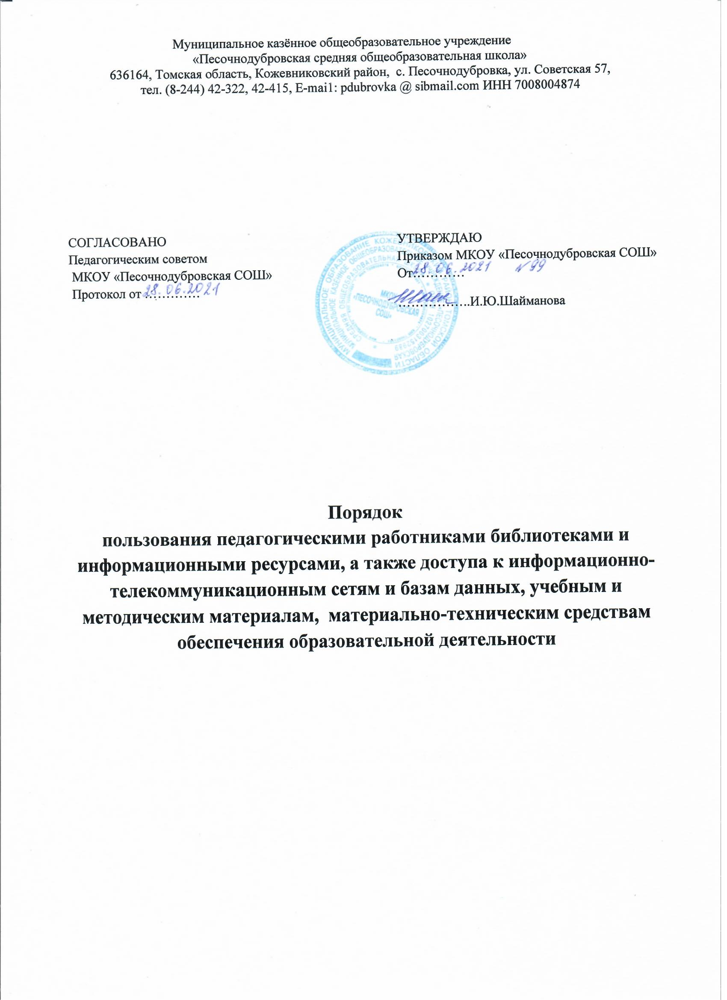 Муниципальное казённое общеобразовательное учреждение
«Песочнодубровская средняя общеобразовательная школа»
636164, Томская область, Кожевниковский район, с. Песочнодубровка, ул. Советская 57,
тел. (8-244) 42-322, 42-415, E-mai1: pdubrovka @ sibmail.com ИНН 7008004874
СОГЛАСОВАНО
Педагогическим советом
МКОУ «Песочнодубровская СОШ»
Протокол от 28.06.2021
УТВЕРЖДАЮ
Приказом МКОУ «Песочнодубровская СОШ»
От 28.06.2021 №99
……………..И.Ю.Шайманова
МКОУ
«ПЕСОЧНОДУБРОВСКАЯ
СОШ»
Порядок
пользования педагогическими работниками библиотеками и
информационными ресурсами, а также доступа к информационно-
телекоммуникационным сетям и базам данных, учебным и
методическим материалам, материально-техническим средствам
обеспечения образовательной деятельности